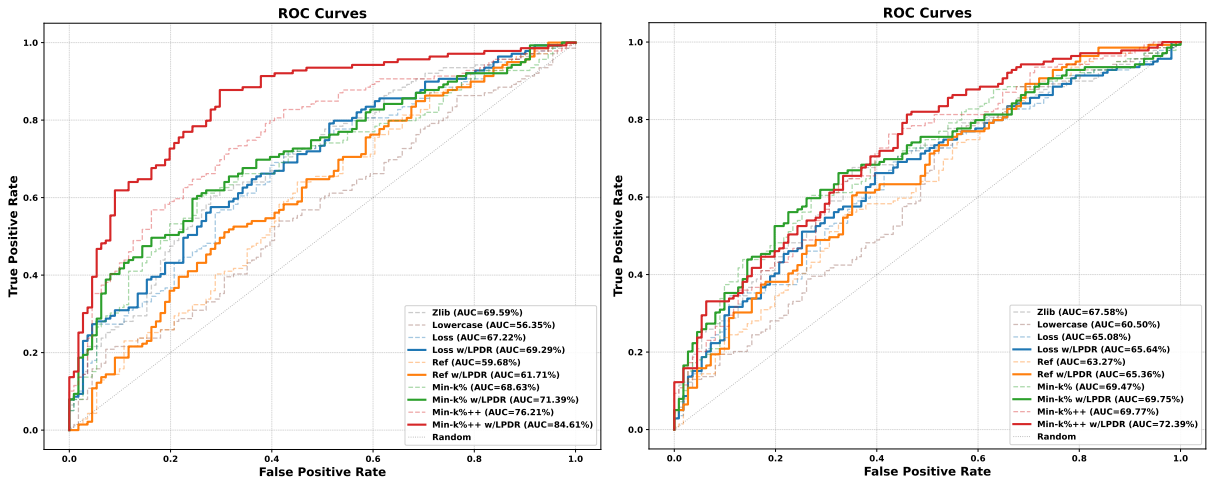 ROC Curves
True Positive Rate
1.0
0.8
0.6
0.4
0.2
0.0
Zlib (AUC=69.59%)
Lowercase (AUC=56.35%)
Loss (AUC=67.22%)
Loss w/LPDR (AUC=69.29%)
Ref (AUC=59.68%)
Ref w/LPDR (AUC=61.71%)
Min-k% (AUC=68.63%)
Min-k% w/LPDR (AUC=71.39%)
Min-k%++ (AUC=76.21%)
Min-k%++ w/LPDR (AUC=84.61%)
Random
0.0 0.2 0.4 0.6 0.8 1.0
False Positive Rate
ROC Curves
True Positive Rate
1.0
0.8
0.6
0.4
0.2
0.0
Zlib (AUC=67.58%)
Lowercase (AUC=60.50%)
Loss (AUC=65.08%)
Loss w/LPDR (AUC=65.64%)
Ref (AUC=63.27%)
Ref w/LPDR (AUC=65.36%)
Min-k% (AUC=69.47%)
Min-k% w/LPDR (AUC=69.75%)
Min-k%++ (AUC=69.77%)
Min-k%++ w/LPDR (AUC=72.39%)
Random
0.0 0.2 0.4 0.6 0.8 1.0
False Positive Rate